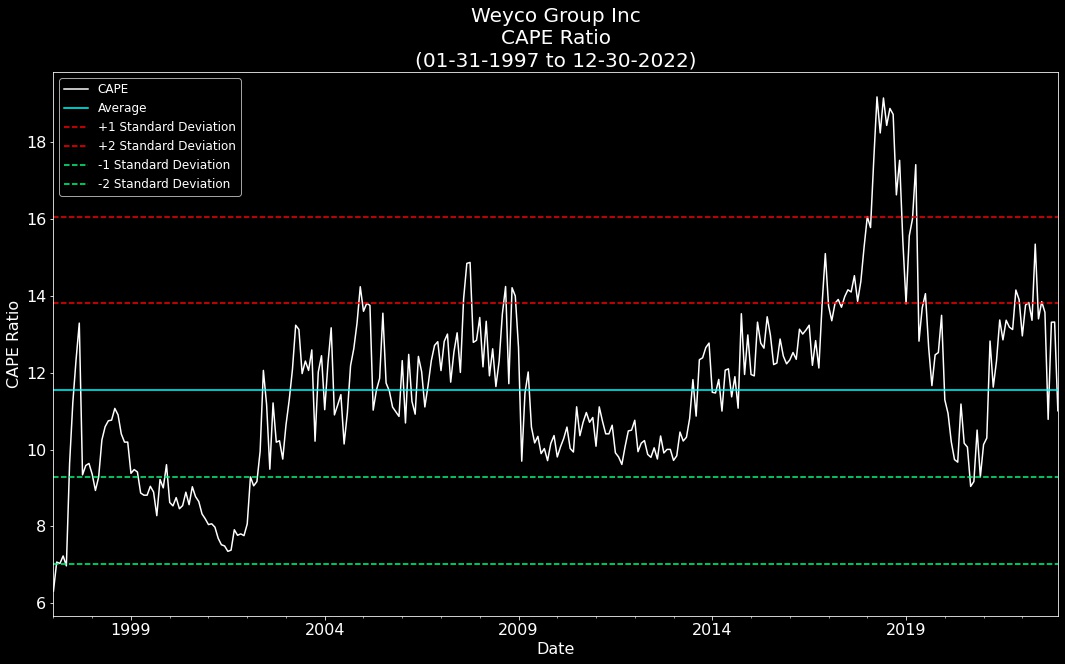 Weyco Group Inc
CAPE Ratio
(01-31-1997 to 12-30-2022)
CAPE
Average
+1 Standard Deviation
+2 Standard Deviation
-1 Standard Deviation
-2 Standard Deviation
CAPE Ratio
18
16
14
12
10
8
6
1999 2004 2009 2014 2019
Date